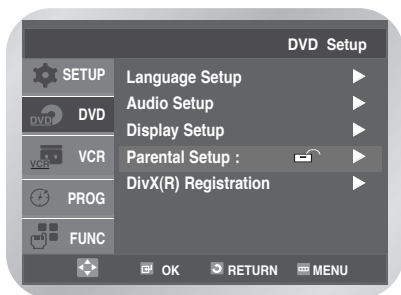 DVD Setup
SETUP
DVD
VCR
PROG
FUNC
Language Setup
Audio Setup
Display Setup
Parental Setup :
DivX(R) Registration
DVD
VCR
OK RETURN MENU